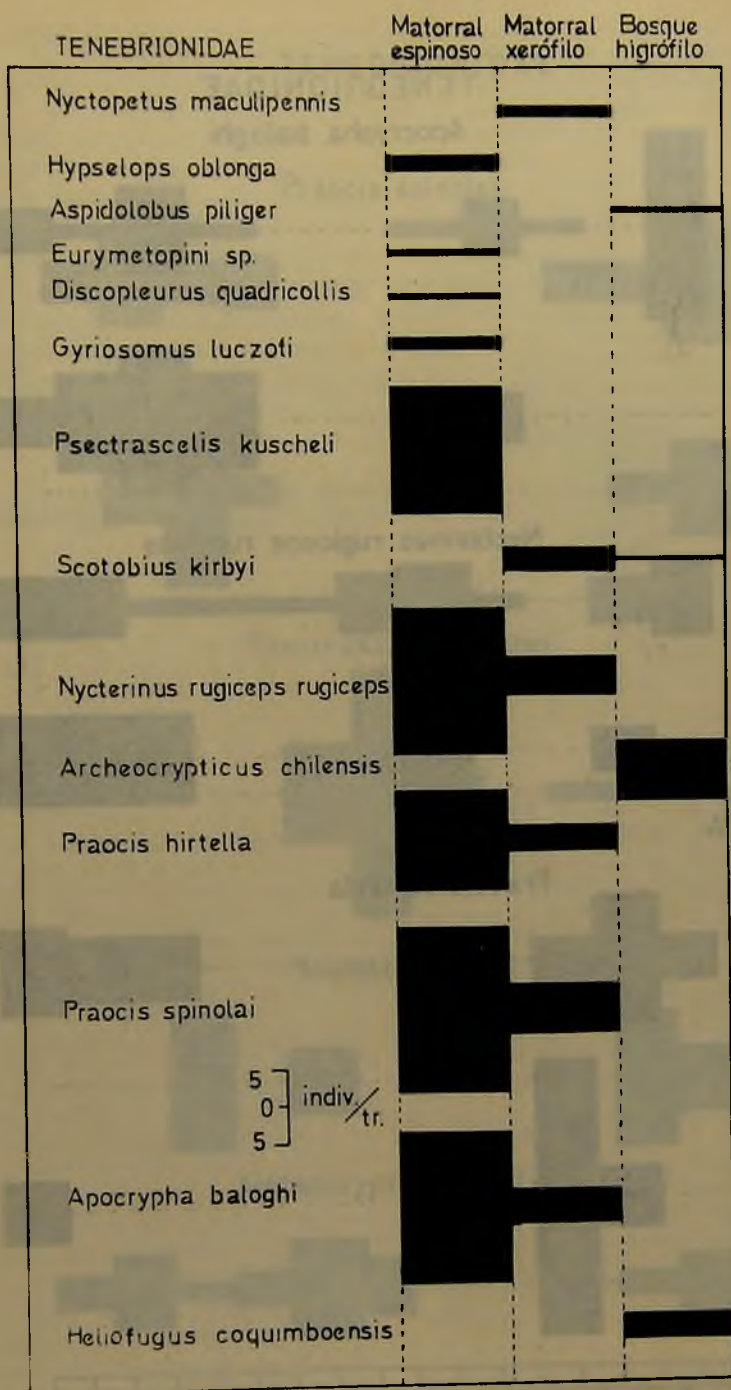 TENEBRIONIDAE
Matorral espinoso
Matorral xerófilo
Bosque higrófilo
Nyctopetus maculipennis
Hypselops oblonga
Aspidolobus piliger
Eurymetopini sp.
Discopleurus quadricollis
Gyriosomus luczoti
Psectrascelis kuscheli
Scotobius kirbyi
Nycterinus rugiceps rugiceps
Archeocrypticus chilensis
Praocis hirtella
Praocis spinolai
5
0
5
indiv/tr.
Apocrypha baloghi
Heliofugus coquimboensis